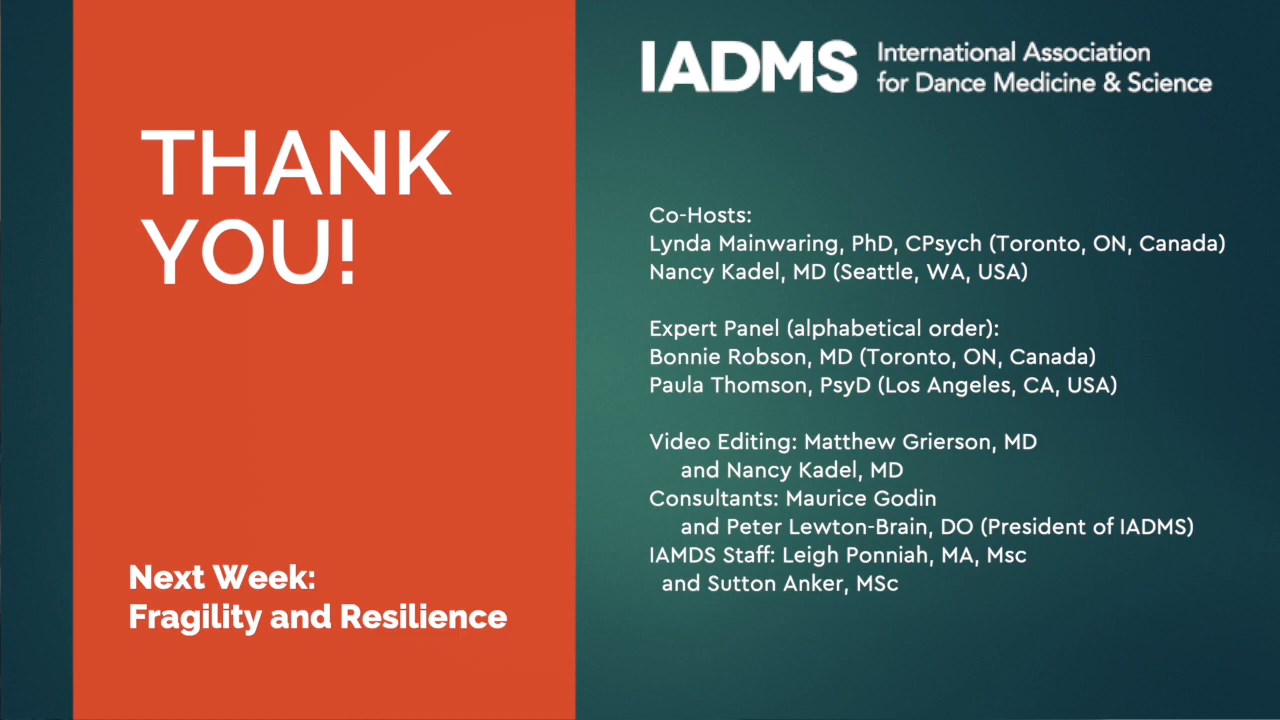 THANK
YOU!
Next Week:
Fragility and Resilience
IADMS
International Association
for Dance Medicine & Science
Co-Hosts:
Lynda Mainwaring, PhD, CPsych (Toronto, ON, Canada)
Nancy Kadel, MD (Seattle, WA, USA)
Expert Panel (alphabetical order):
Bonnie Robson, MD (Toronto, ON, Canada)
Paula Thomson, PsyD (Los Angeles, CA, USA)
Video Editing: Matthew Grierson, MD
and Nancy Kadel, MD
Consultants: Maurice Godin
and Peter Lewton-Brain, DO (President of IADMS)
IAMDS Staff: Leigh Ponniah, MA, Msc
and Sutton Anker, MSc